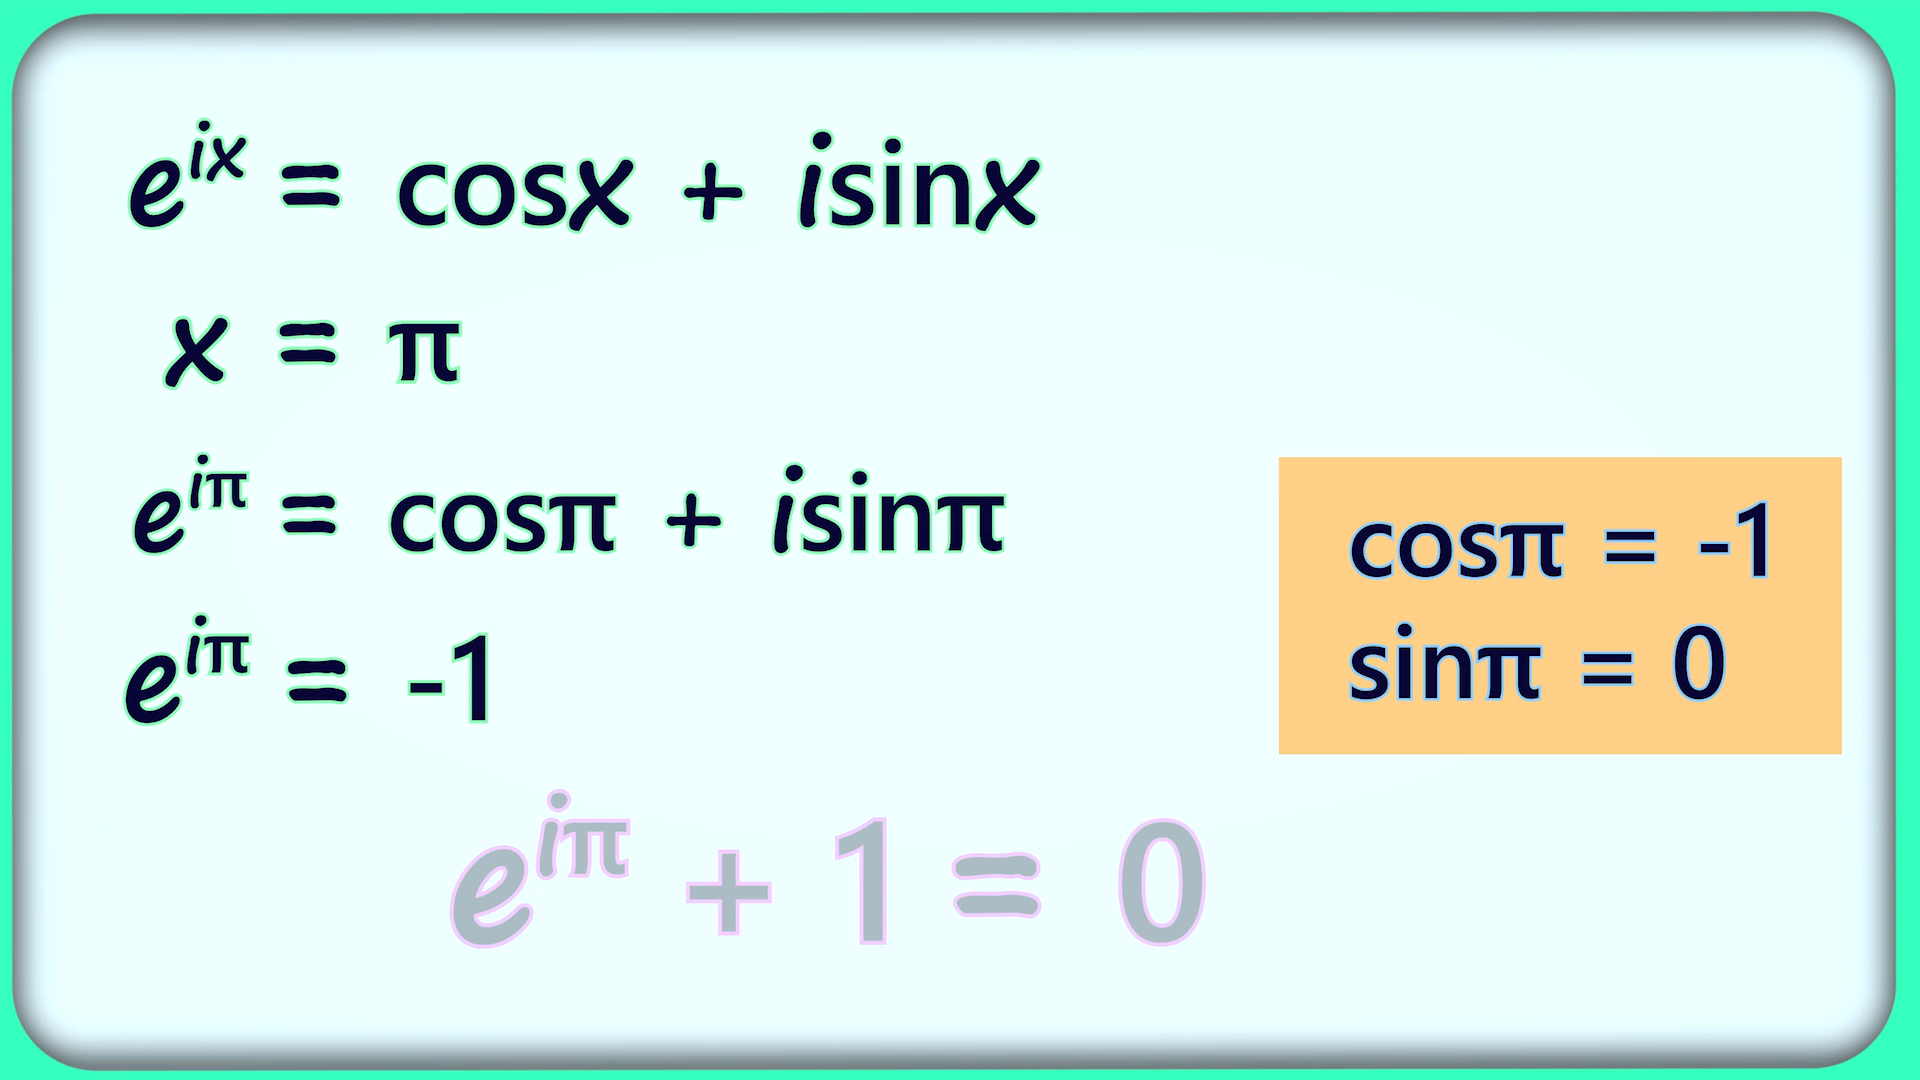 e^{ix} = cosx + isinx
x = π
e^{iπ} = cosπ + isinπ
e^{iπ} = -1
cosπ = -1
sinπ = 0
e^{iπ} + 1 = 0